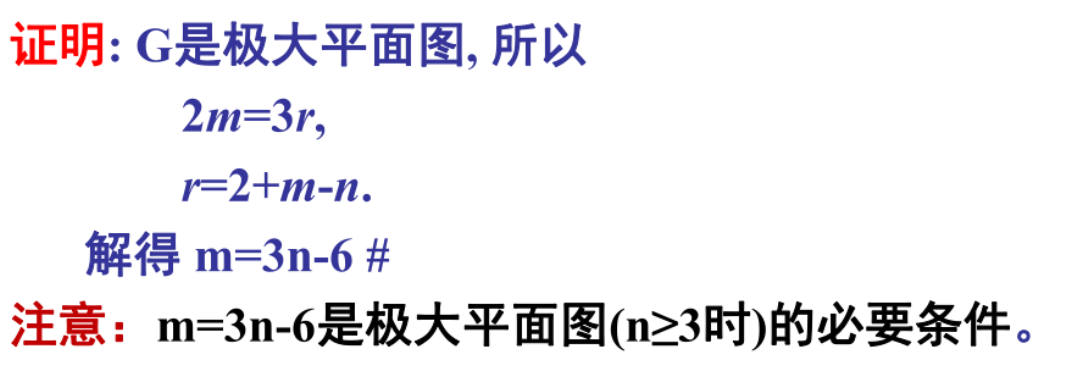 证明: G是极大平面图, 所以
2m=3r,
r=2+m-n.
解得 m=3n-6 #
注意：m=3n-6是极大平面图(n≥3时)的必要条件。